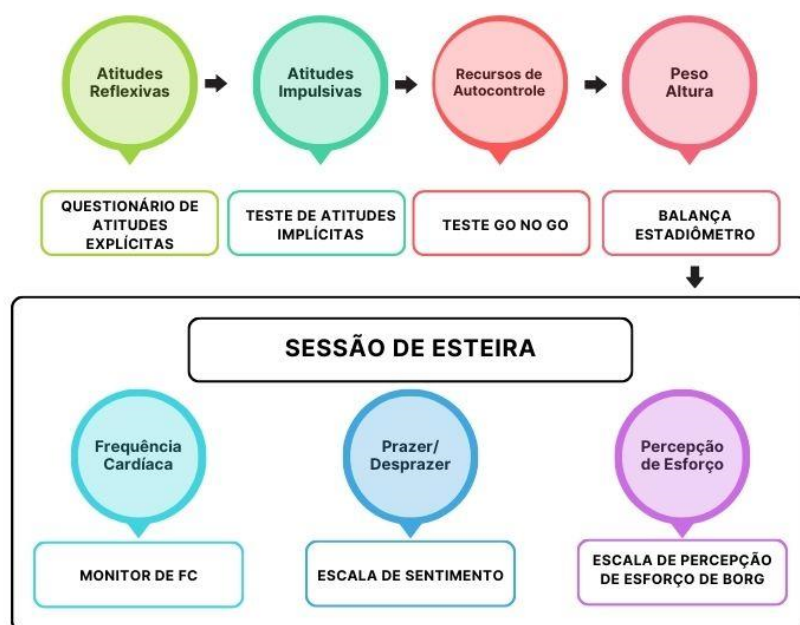 Atitudes
Reflexivas
Atitudes
Impulsivas
Recursos de
Autocontrole
Peso
Altura
QUESTIONÁRIO DE
ATITUDES
EXPLÍCITAS
TESTE DE ATITUDES
IMPLÍCITAS
TESTE GO NO GO
BALANÇA
ESTADIÔMETRO
SESSÃO DE ESTEIRA
Frequência
Cardíaca
Prazer/
Desprazer
Percepção
de Esforço
MONITOR DE FC
ESCALA DE SENTIMENTO
ESCALA DE PERCEPÇÃO
DE ESFORÇO DE BORG